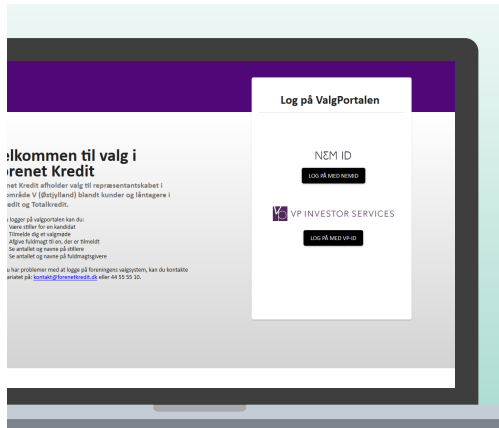 Log på ValgPortalen
elkommen til valg i
renet Kredit
net Kredit afholder valg til repræsentantskabet i
område V (Østjylland) blandt kunder og låntagere i
edit og Totalkredit.
logger på valgportalen kan du:
Være stiller for en kandidat
Tilmelde dig et valgmøde
Afgive fuldmagt til en, der er tilmeldt
Se antallet og navne på stillere
Se antallet og navne på fuldmagtsgivere
u har problemer med at logge på foreningens valgsystem, kan du kontakte
ariatet på: kontakt@forenetkredit.dk eller 44 55 55 10.
NEM ID
LOG PÅ MED NEMID
VP INVESTOR SERVICES
LOG PÅ MED VP-ID